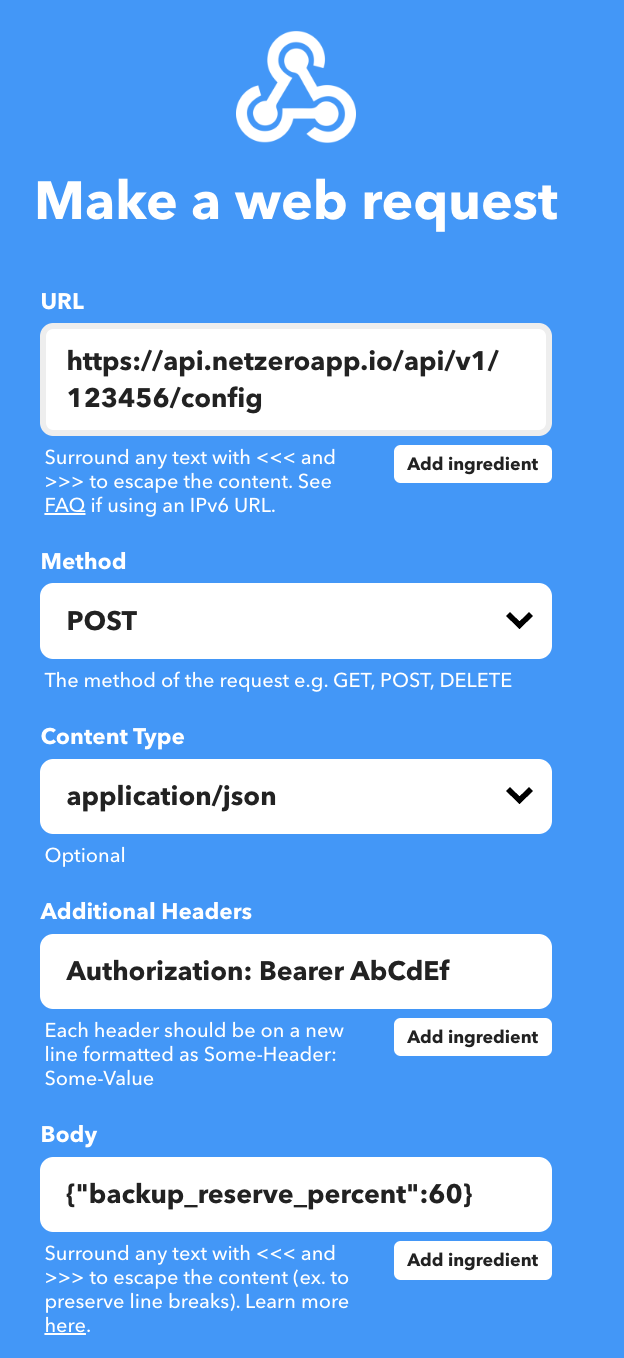 Make a web request
URL
https://api.netzeroapp.io/api/v1/
123456/config
Surround any text with <<< and
>>> to escape the content. See
FAQ if using an IPv6 URL.
Add ingredient
Method
POST
The method of the request e.g. GET, POST, DELETE
Content Type
application/json
Optional
Additional Headers
Authorization: Bearer AbCdEf
Each header should be on a new
line formatted as Some-Header:
Some-Value
Add ingredient
Body
{"backup_reserve_percent":60}
Surround any text with <<< and
>>> to escape the content (ex. to
preserve line breaks). Learn more
here.
Add ingredient